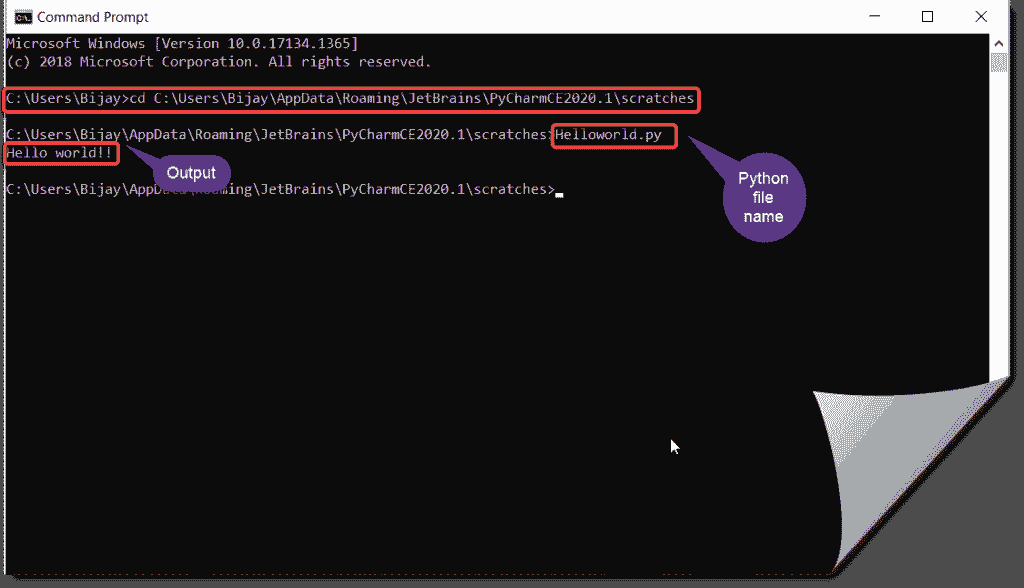 Command Prompt
Microsoft Windows [Version 10.0.17134.1365]
(c) 2018 Microsoft Corporation. All rights reserved.
C:\Users\Bijay>cd C:\Users\Bijay\AppData\Roaming\JetBrains\PyCharmCE2020.1\scratches
C:\Users\Bijay\AppData\Roaming\JetBrains\PyCharmCE2020.1\scratches>Helloworld.py
Hello world!!
Output
Python
file
name
C:\Users\Bijay\AppData\Roaming\JetBrains\PyCharmCE2020.1\scratches>